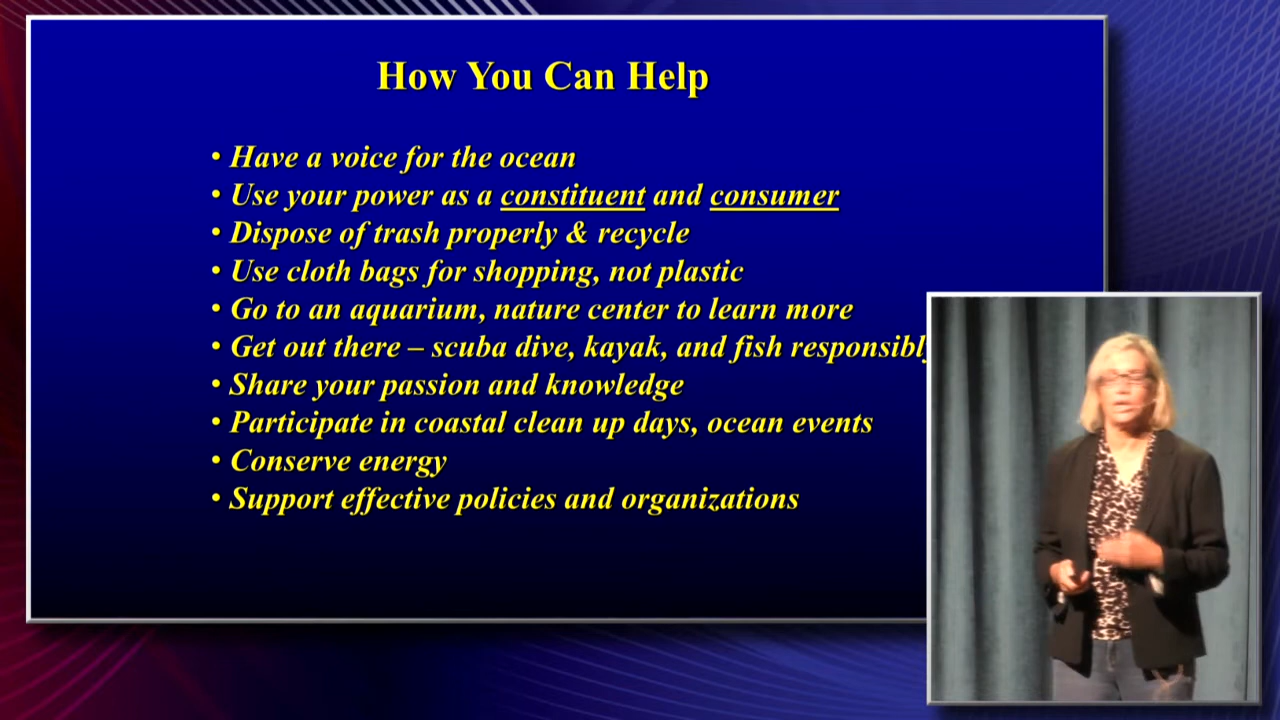 How You Can Help
• Have a voice for the ocean
• Use your power as a constituent and consumer
• Dispose of trash properly & recycle
• Use cloth bags for shopping, not plastic
• Go to an aquarium, nature center to learn more
• Get out there – scuba dive, kayak, and fish responsibly
• Share your passion and knowledge
• Participate in coastal clean up days, ocean events
• Conserve energy
• Support effective policies and organizations